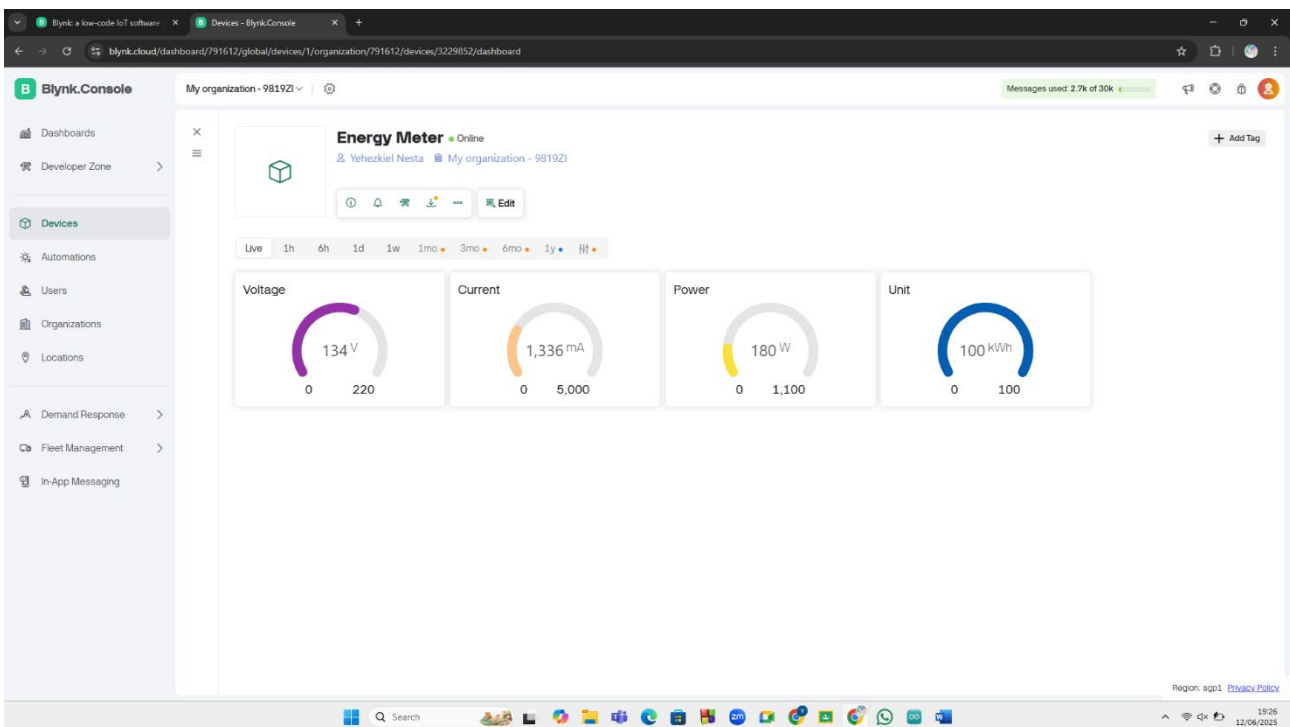 Blynk: a low-code IoT software
Devices - Blynk.Console
blynk.cloud/dashboard/791612/global/devices/1/organization/791612/devices/3229852/dashboard
B Blynk.Console
My organization - 9819ZI
Messages used: 2.7k of 30k
Dashboards
Developer Zone
Devices
Automations
Users
Organizations
Locations
Demand Response
Fleet Management
In-App Messaging
Energy Meter Online
Yehezkiel Nesta My organization - 9819ZI
+ Add Tag
Edit
Live 1h 6h 1d 1w 1mo 3mo 6mo 1y
Voltage
134 V
0 220
Current
1,336 mA
0 5,000
Power
180 W
0 1,100
Unit
100 kWh
0 100
Region: sgp1 Privacy Policy
Search
zm
19:26
12/06/2025